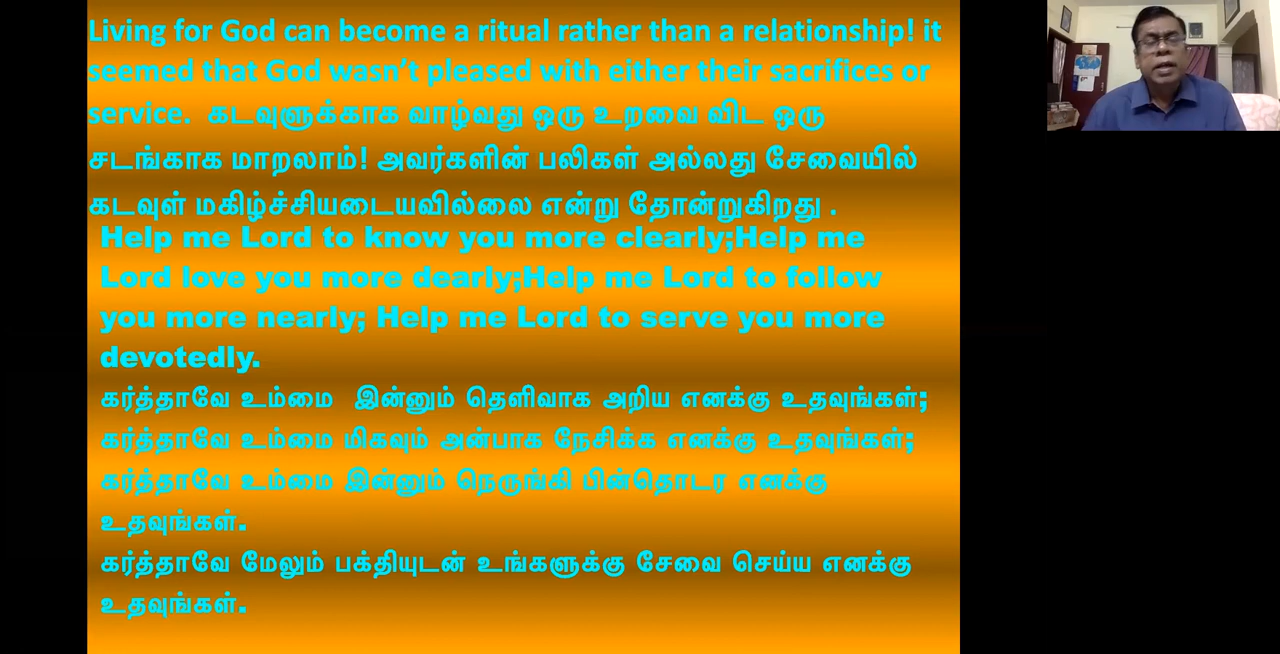 Living for God can become a ritual rather than a relationship! it
seemed that God wasn't pleased with either their sacrifices or
service. கடவுளுக்காக வாழ்வது ஒரு உறவை விட ஒரு
சடங்காக மாறலாம்! அவர்களின் பலிகள் அல்லது சேவையில்
கடவுள் மகிழ்ச்சியடையவில்லை என்று தோன்றுகிறது .
Help me Lord to know you more clearly;Help me
Lord love you more dearly;Help me Lord to follow
you more nearly; Help me Lord to serve you more
devotedly.
கர்த்தாவே உம்மை இன்னும் தெளிவாக அறிய எனக்கு உதவுங்கள்;
கர்த்தாவே உம்மை மிகவும் அன்பாக நேசிக்க எனக்கு உதவுங்கள்;
கர்த்தாவே உம்மை இன்னும் நெருங்கி பின்தொடர எனக்கு
உதவுங்கள்.
கர்த்தாவே மேலும் பக்தியுடன் உங்களுக்கு சேவை செய்ய எனக்கு
உதவுங்கள்.